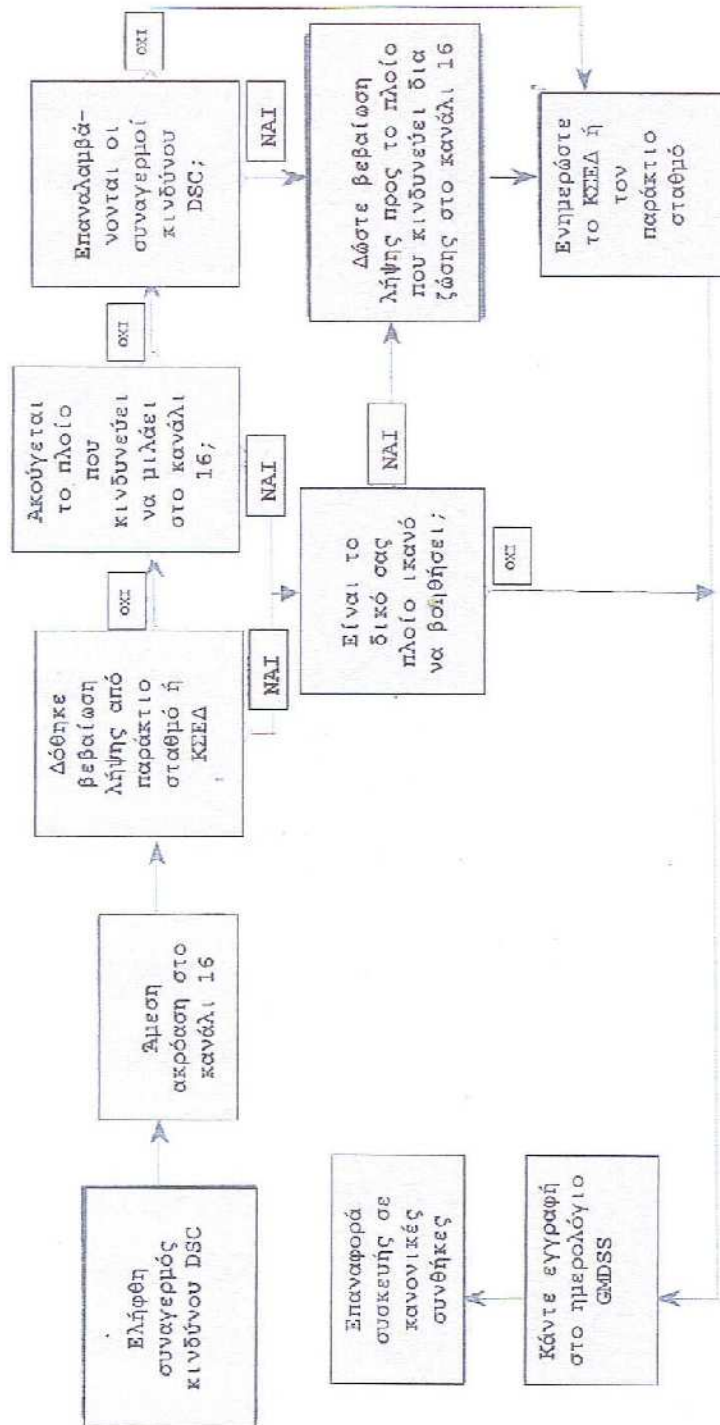 Ελήφθη
συναγερμός
κινδύνου DSC
Άμεση
ακρόαση στο
κανάλι 16
Δόθηκε
βεβαίωση
λήψης από
παράκτιο
σταθμό ή
ΚΣΕΔ
ΟΧΙ
ΝΑΙ
Ακούγεται
το πλοίο
που
κινδυνεύει
να μιλάει
στο κανάλι
16;
ΟΧΙ
ΝΑΙ
Επαναλαμβά-
νονται οι
συναγερμοί
κινδύνου
DSC;
ΟΧΙ
ΝΑΙ
Είναι το
δικό σας
πλοίο ικανό
να βοηθήσει;
ΝΑΙ
ΟΧΙ
Δώστε βεβαίωση
λήψης προς το πλοίο
που κινδυνεύει δια
ζώσης στο κανάλι 16
Ενημερώστε
το ΚΣΕΔ ή
τον
παράκτιο
σταθμό
Κάντε εγγραφή
στο ημερολόγιο
GMDSS
Επαναφορά
συσκευής σε
κανονικές
συνθήκες